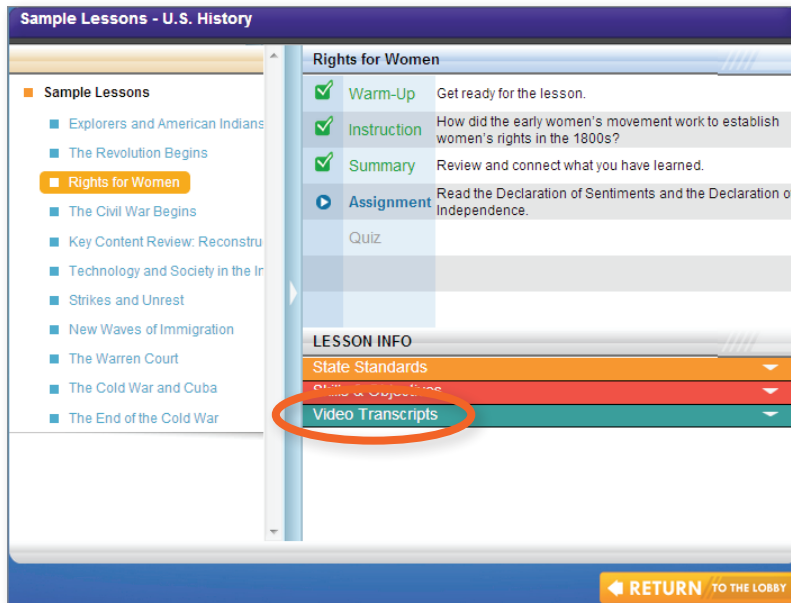 Sample Lessons - U.S. History
Sample Lessons
Explorers and American Indians
The Revolution Begins
Rights for Women
The Civil War Begins
Key Content Review: Reconstru
Technology and Society in the In
Strikes and Unrest
New Waves of Immigration
The Warren Court
The Cold War and Cuba
The End of the Cold War
Rights for Women
Warm-Up Get ready for the lesson.
Instruction How did the early women's movement work to establish
women's rights in the 1800s?
Summary Review and connect what you have learned.
Assignment Read the Declaration of Sentiments and the Declaration o
Independence.
Quiz
LESSON INFO
State Standards
Skills & Objectives
Video Transcripts
RETURN TO THE LOBBY